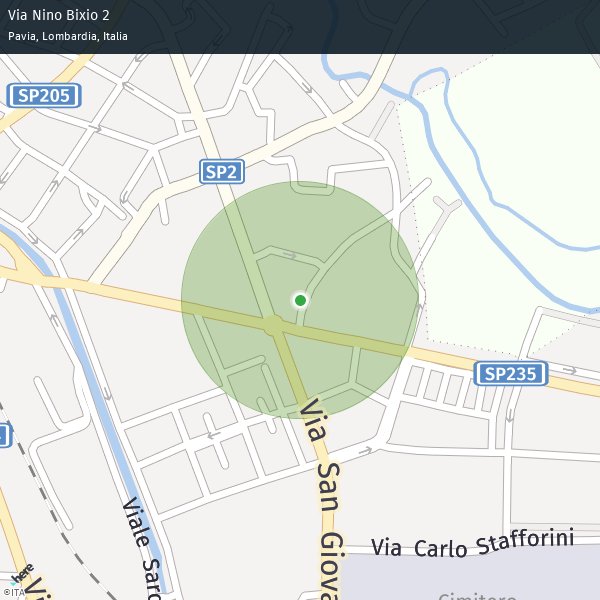 Via Nino Bixio 2
Pavia, Lombardia, Italia
SP205
SP2
SP235
Via San Giova
Viale Sarc
Via Carlo Stafforini
Cimitero
Vi
here
©ITA